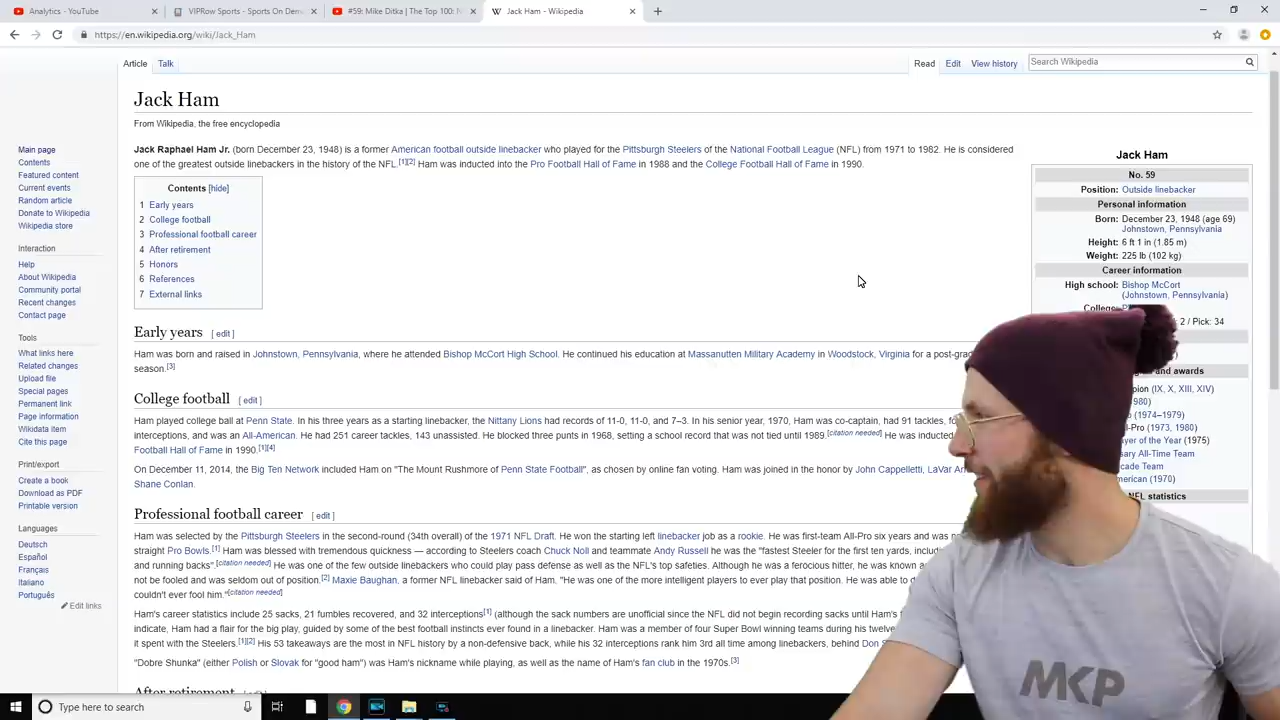 Analytics - YouTube
VIPRow Sports - Sports On Dem
#59: Mike Ditka | The Top 100: N
Jack Ham - Wikipedia
https://en.wikipedia.org/wiki/Jack_Ham
Article Talk
Read Edit View history Search Wikipedia
Jack Ham
From Wikipedia, the free encyclopedia
Jack Raphael Ham Jr. (born December 23, 1948) is a former American football outside linebacker who played for the Pittsburgh Steelers of the National Football League (NFL) from 1971 to 1982. He is considered
one of the greatest outside linebackers in the history of the NFL.[1][2] Ham was inducted into the Pro Football Hall of Fame in 1988 and the College Football Hall of Fame in 1990.
Contents [hide]
1 Early years
2 College football
3 Professional football career
4 After retirement
5 Honors
6 References
7 External links
Early years [ edit ]
Ham was born and raised in Johnstown, Pennsylvania, where he attended Bishop McCort High School. He continued his education at Massanutten Military Academy in Woodstock, Virginia for a post-grad
season.[3]
College football [ edit ]
Ham played college ball at Penn State. In his three years as a starting linebacker, the Nittany Lions had records of 11-0, 11-0, and 7–3. In his senior year, 1970, Ham was co-captain, had 91 tackles, fo
interceptions, and was an All-American. He had 251 career tackles, 143 unassisted. He blocked three punts in 1968, setting a school record that was not tied until 1989.[citation needed] He was inducted
Football Hall of Fame in 1990.[1][4]
On December 11, 2014, the Big Ten Network included Ham on "The Mount Rushmore of Penn State Football", as chosen by online fan voting. Ham was joined in the honor by John Cappelletti, LaVar Arr
Shane Conlan.
Professional football career [ edit ]
Ham was selected by the Pittsburgh Steelers in the second-round (34th overall) of the 1971 NFL Draft. He won the starting left linebacker job as a rookie. He was first-team All-Pro six years and was na
straight Pro Bowls.[1] Ham was blessed with tremendous quickness — according to Steelers coach Chuck Noll and teammate Andy Russell he was the "fastest Steeler for the first ten yards, includ
and running backs".[citation needed] He was one of the few outside linebackers who could play pass defense as well as the NFL's top safeties. Although he was a ferocious hitter, he was known as
not be fooled and was seldom out of position.[2] Maxie Baughan, a former NFL linebacker said of Ham. "He was one of the more intelligent players to ever play that position. He was able to d
couldn't ever fool him."[citation needed]
Ham's career statistics include 25 sacks, 21 fumbles recovered, and 32 interceptions[1] (although the sack numbers are unofficial since the NFL did not begin recording sacks until Ham's f
indicate, Ham had a flair for the big play, guided by some of the best football instincts ever found in a linebacker. Ham was a member of four Super Bowl winning teams during his twelve
it spent with the Steelers.[1][2] His 53 takeaways are the most in NFL history by a non-defensive back, while his 32 interceptions rank him 3rd all time among linebackers, behind Don S
"Dobre Shunka" (either Polish or Slovak for "good ham") was Ham's nickname while playing, as well as the name of Ham's fan club in the 1970s.[3]
After retirement
Jack Ham
No. 59
Position: Outside linebacker
Personal information
Born: December 23, 1948 (age 69)
Johnstown, Pennsylvania
Height: 6 ft 1 in (1.85 m)
Weight: 225 lb (102 kg)
Career information
High school: Bishop McCort
(Johnstown, Pennsylvania)
College:
2 / Pick: 34
and awards
pion (IX, X, XIII, XIV)
1980)
(1974–1979)
ll-Pro (1973, 1980)
ayer of the Year (1975)
sary All-Time Team
cade Team
merican (1970)
NFL statistics
Main page
Contents
Featured content
Current events
Random article
Donate to Wikipedia
Wikipedia store
Interaction
Help
About Wikipedia
Community portal
Recent changes
Contact page
Tools
What links here
Related changes
Upload file
Special pages
Permanent link
Page information
Wikidata item
Cite this page
Print/export
Create a book
Download as PDF
Printable version
Languages
Deutsch
Español
Français
Italiano
Português
Edit links
MKP
Type here to search